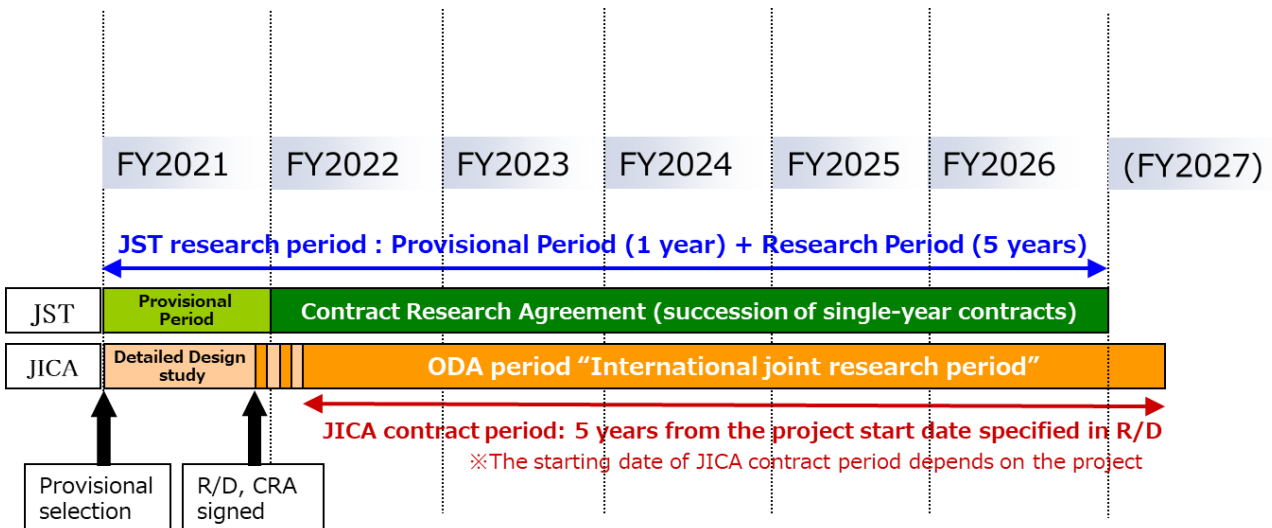 FY2021
FY2022
FY2023
FY2024
FY2025
FY2026
(FY2027)
JST research period : Provisional Period (1 year) + Research Period (5 years)
JST
Provisional
Period
Contract Research Agreement (succession of single-year contracts)
JICA
Detailed Design
study
ODA period “International joint research period”
JICA contract period: 5 years from the project start date specified in R/D
※The starting date of JICA contract period depends on the project
Provisional
selection
R/D, CRA
signed